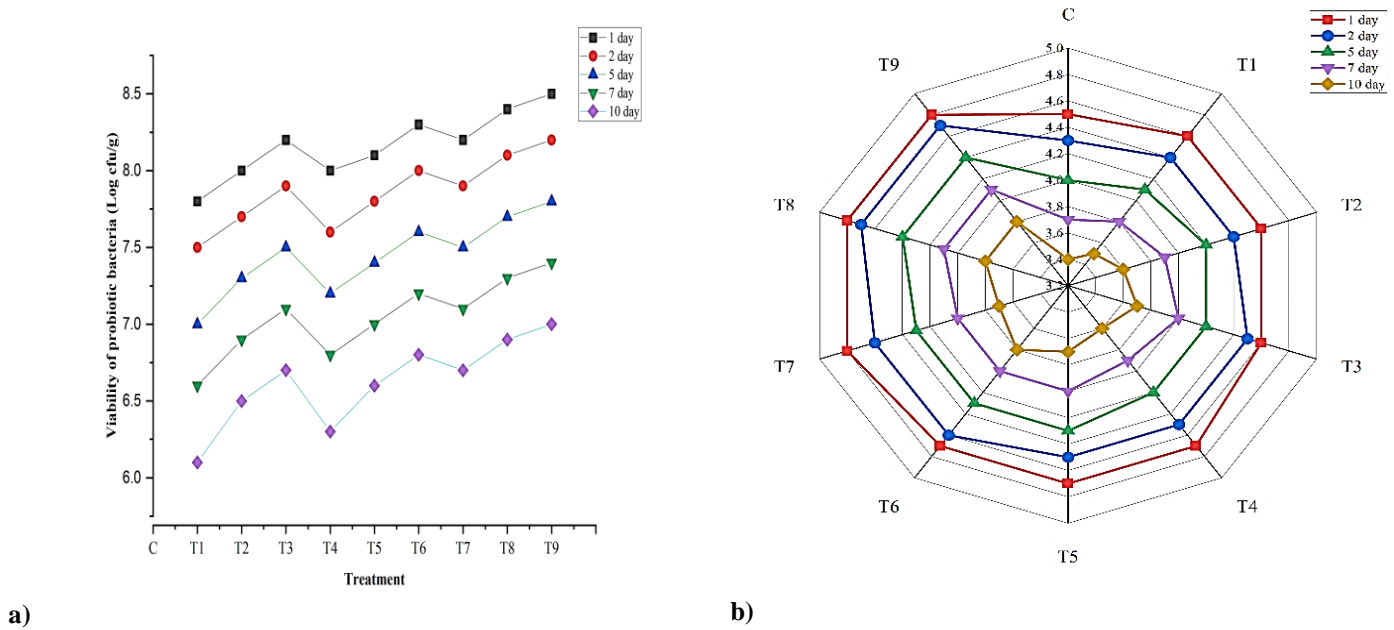 1 day
2 day
5 day
7 day
10 day
8.5
8.0
7.5
7.0
6.5
6.0
Viability of probiotic bacteria (Log cfu/g)
C T1 T2 T3 T4 T5 T6 T7 T8 T9
Treatment
a)
1 day
2 day
5 day
7 day
10 day
C
T1
T2
T3
T4
T5
T6
T7
T8
T9
5.0
4.8
4.6
4.4
4.2
4.0
3.8
3.6
3.4
3.2
b)